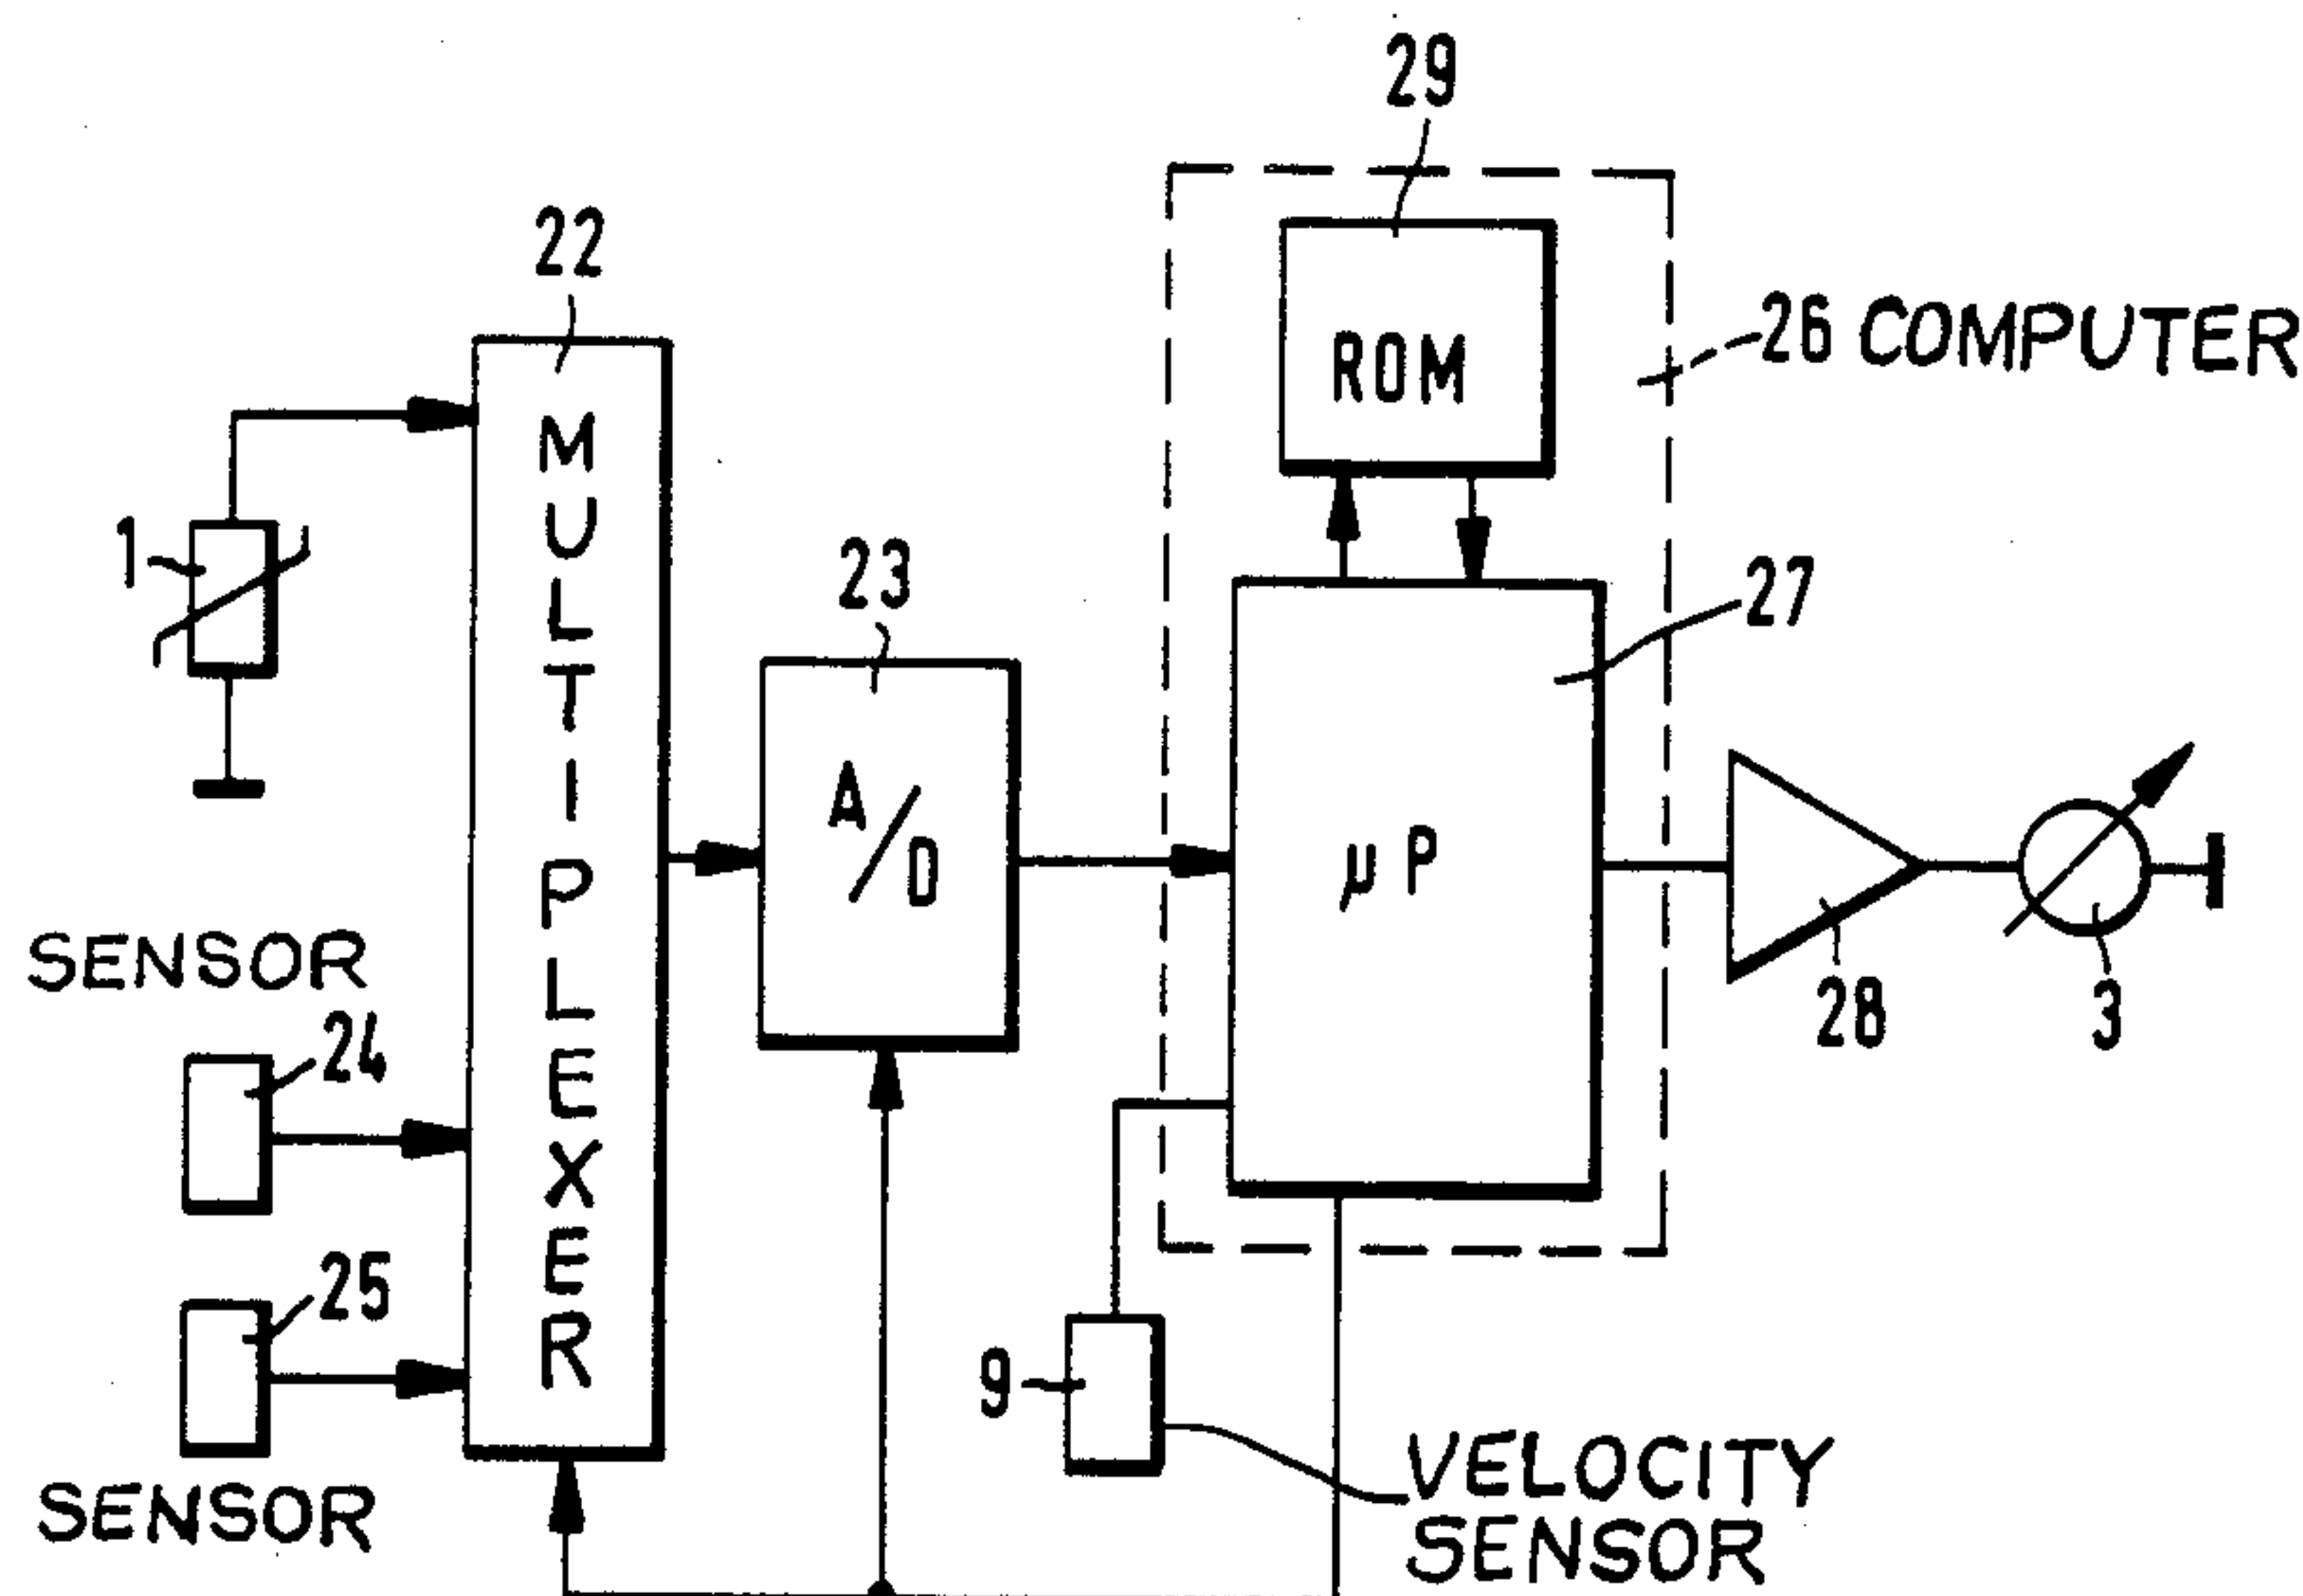 29
22
26 COMPUTER
ROM
MULTIPLEXER
1
23
27
A/D
μP
SENSOR
24
28
3
25
9
VELOCITY
SENSOR
SENSOR